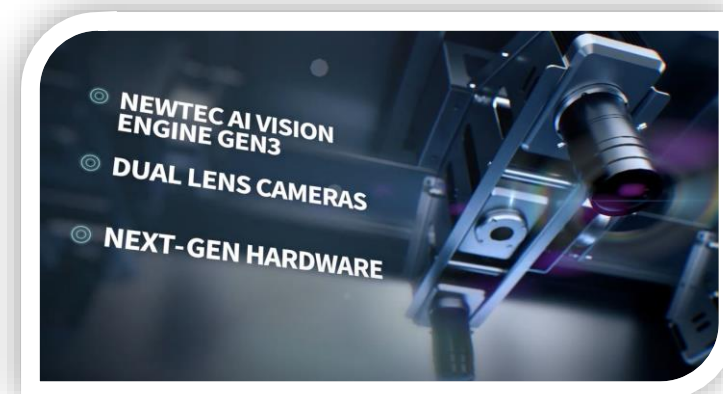 NEWTEC AI VISION
ENGINE GEN3
DUAL LENS CAMERAS
NEXT-GEN HARDWARE